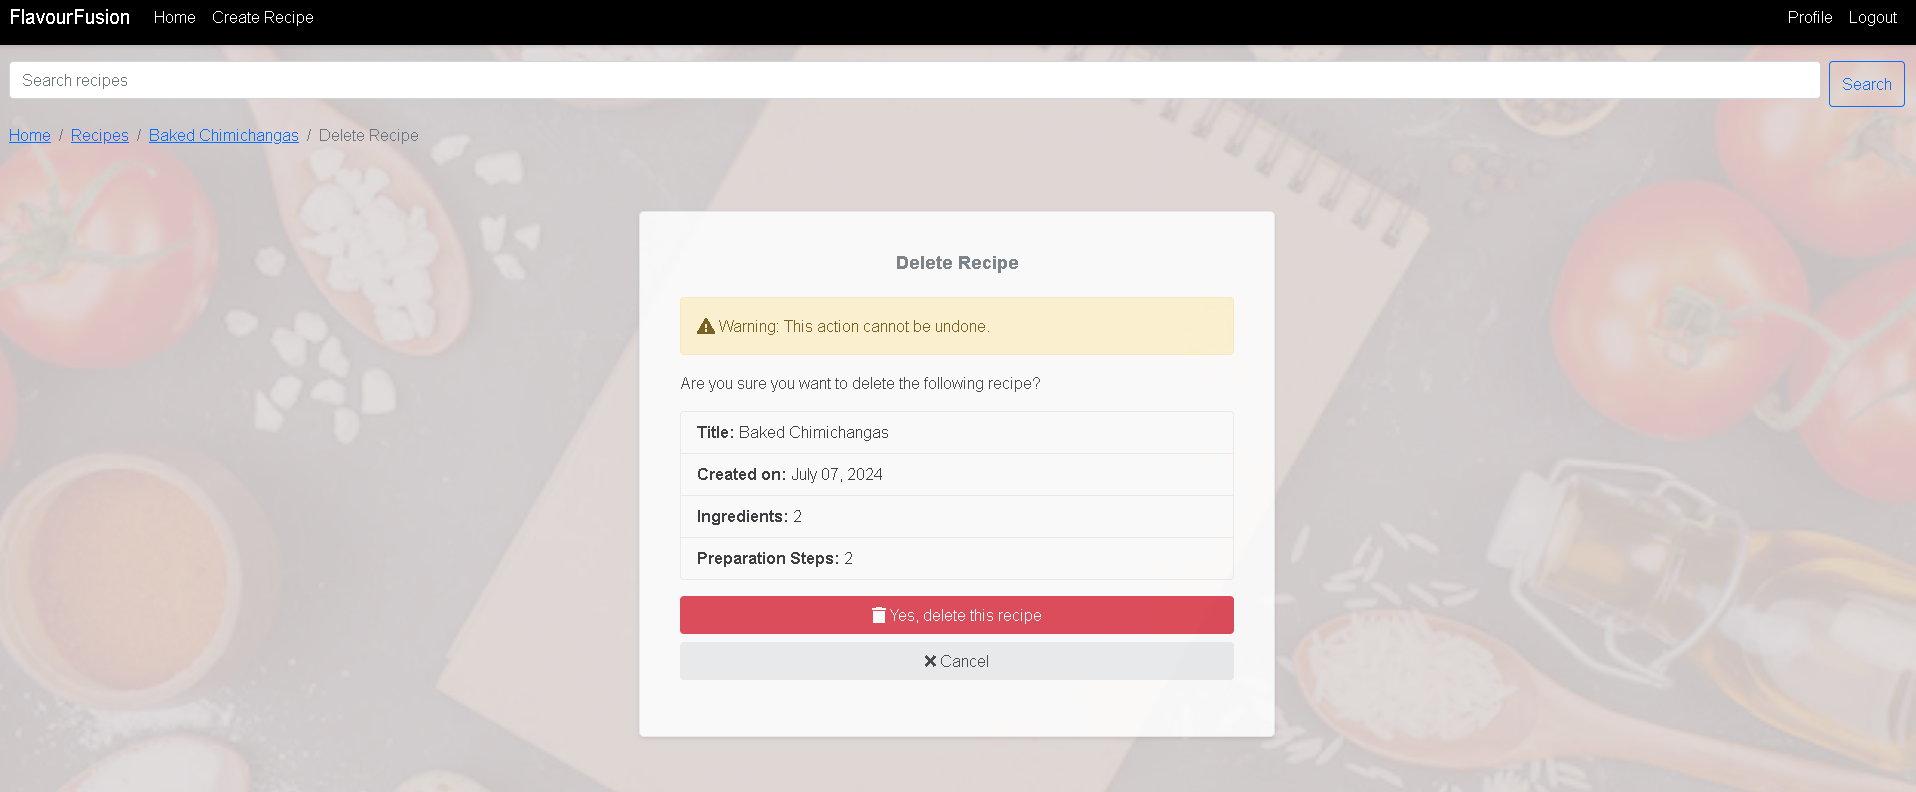 FlavourFusion Home Create Recipe Profile Logout
Search recipes Search
Home / Recipes / Baked Chimichangas / Delete Recipe
Delete Recipe
Warning: This action cannot be undone.
Are you sure you want to delete the following recipe?
Title: Baked Chimichangas
Created on: July 07, 2024
Ingredients: 2
Preparation Steps: 2
Yes, delete this recipe
Cancel